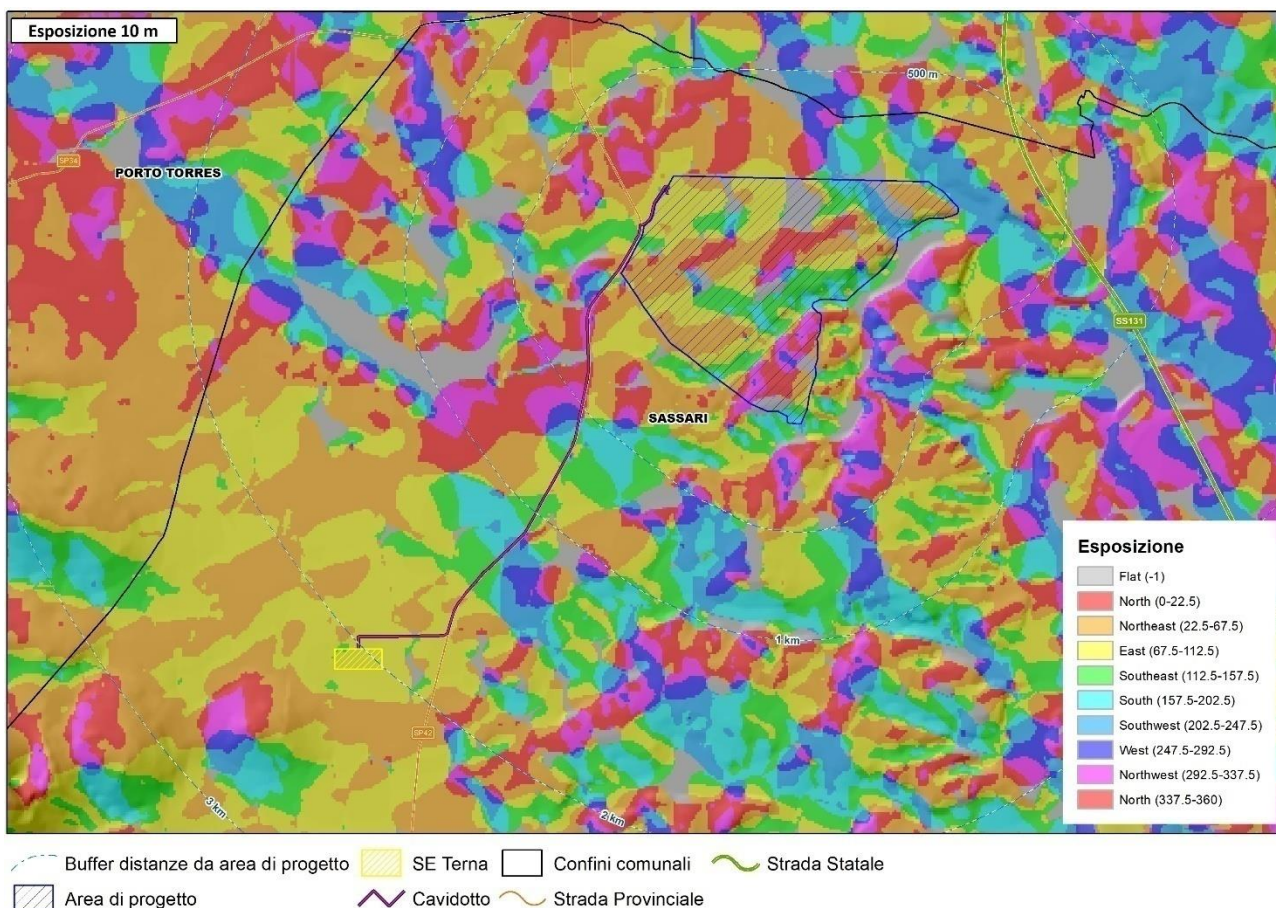 Esposizione 10 m
500 m
SP34
PORTO TORRES
SS131
SASSARI
1 km
SP42
3 km
2 km
Esposizione
Flat (-1)
North (0-22.5)
Northeast (22.5-67.5)
East (67.5-112.5)
Southeast (112.5-157.5)
South (157.5-202.5)
Southwest (202.5-247.5)
West (247.5-292.5)
Northwest (292.5-337.5)
North (337.5-360)
Buffer distanze da area di progetto
SE Terna
Confini comunali
Strada Statale
Area di progetto
Cavidotto
Strada Provinciale